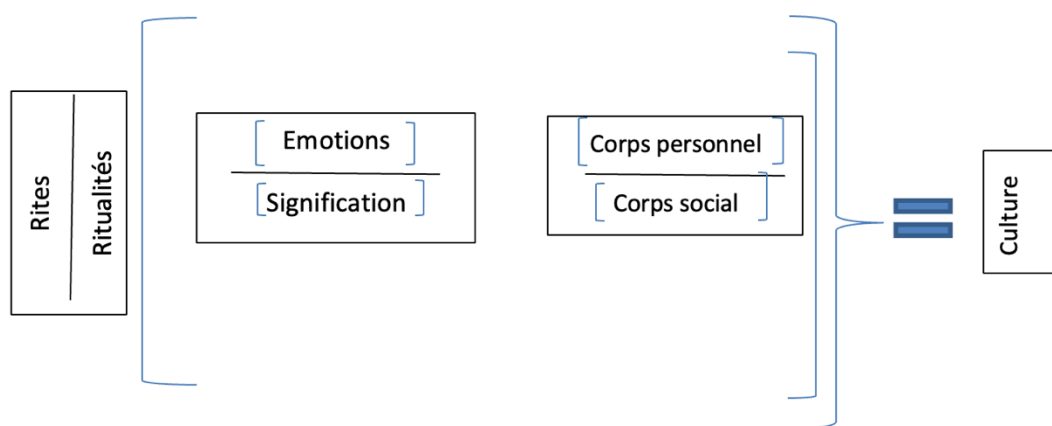 Rites
Ritualités
Emotions
Signification
Corps personnel
Corps social
Culture